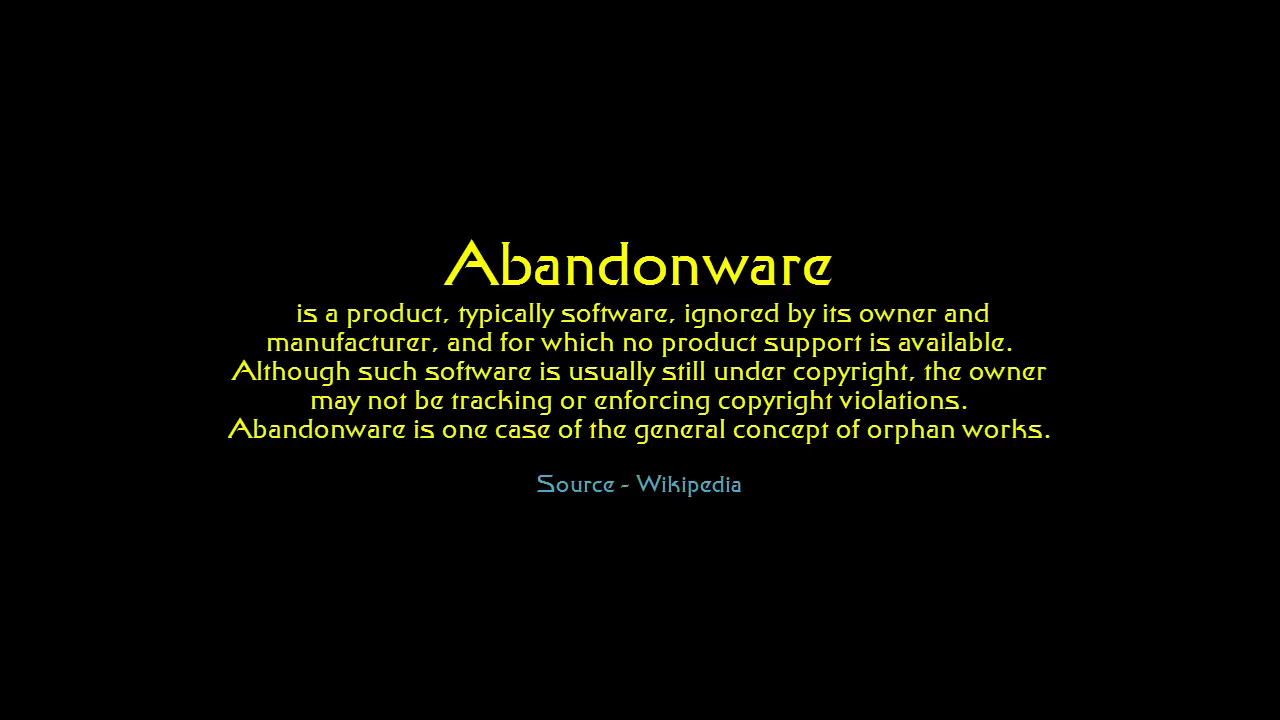 Abandonware
is a product, typically software, ignored by its owner and
manufacturer, and for which no product support is available.
Although such software is usually still under copyright, the owner
may not be tracking or enforcing copyright violations.
Abandonware is one case of the general concept of orphan works.
Source - Wikipedia